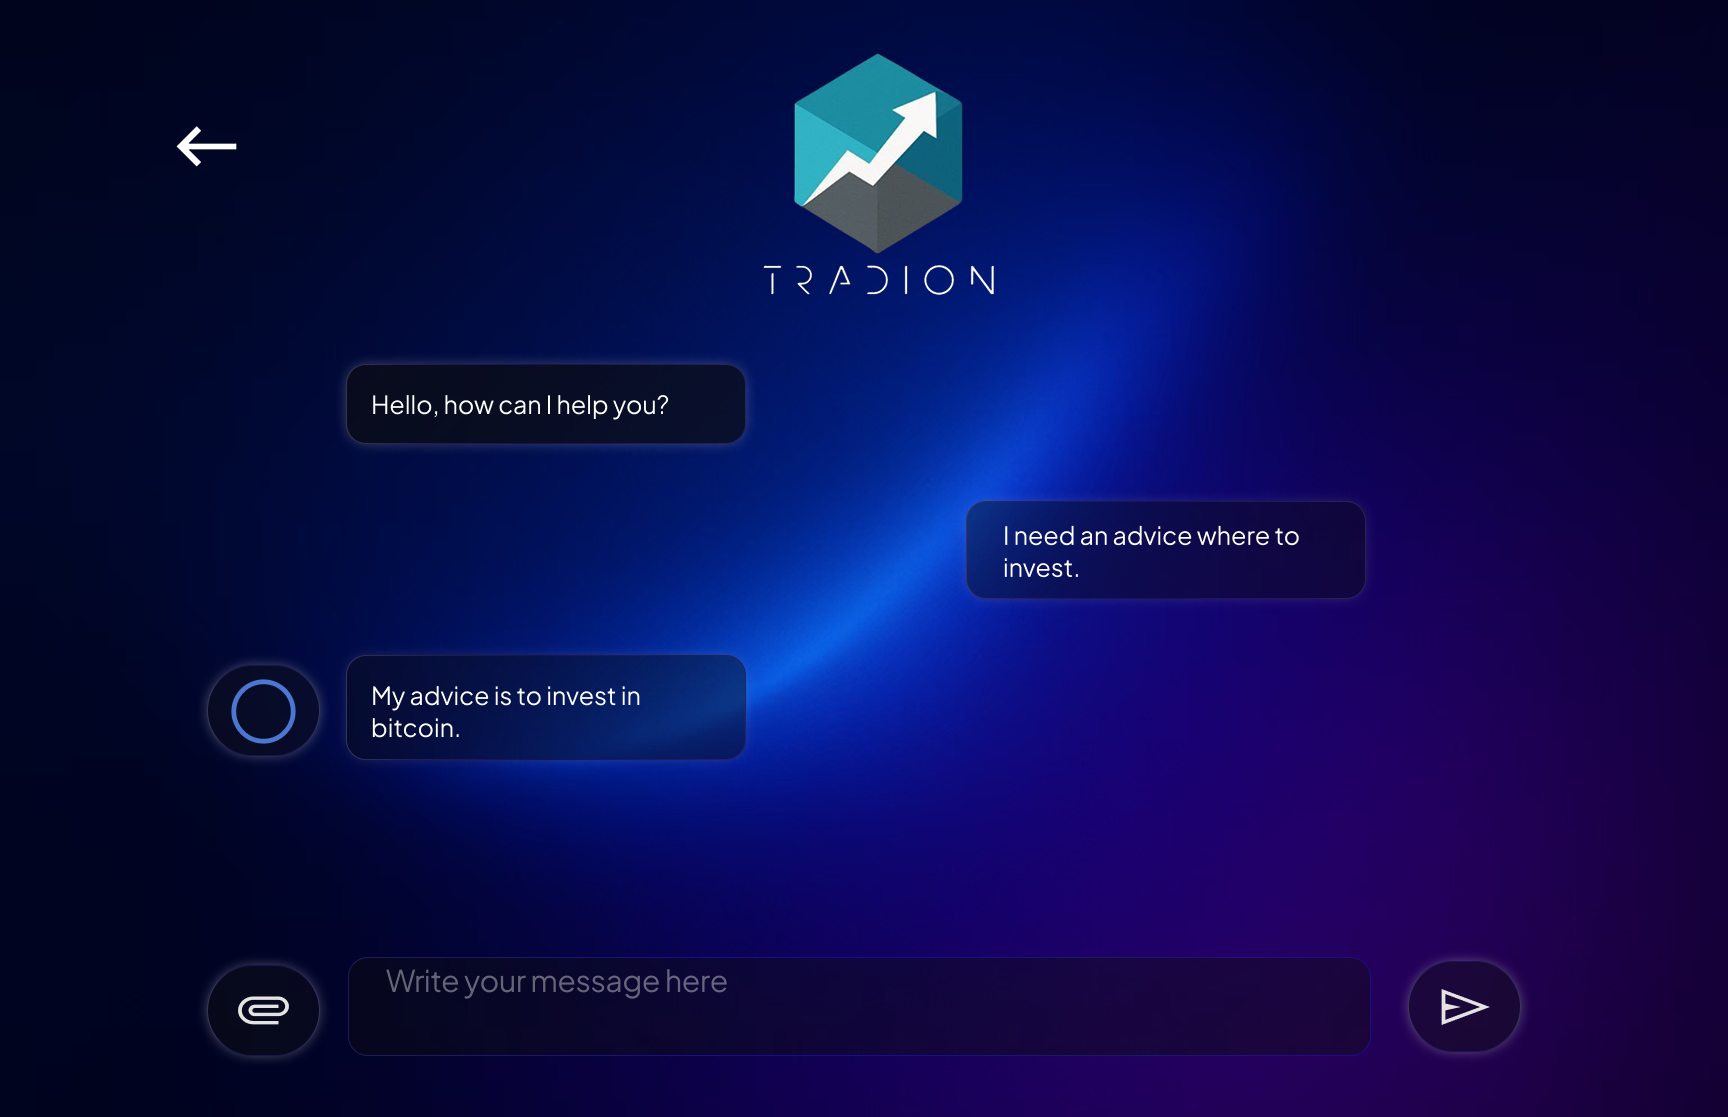 TRADION
Hello, how can I help you?
I need an advice where to
invest.
My advice is to invest in
bitcoin.
Write your message here